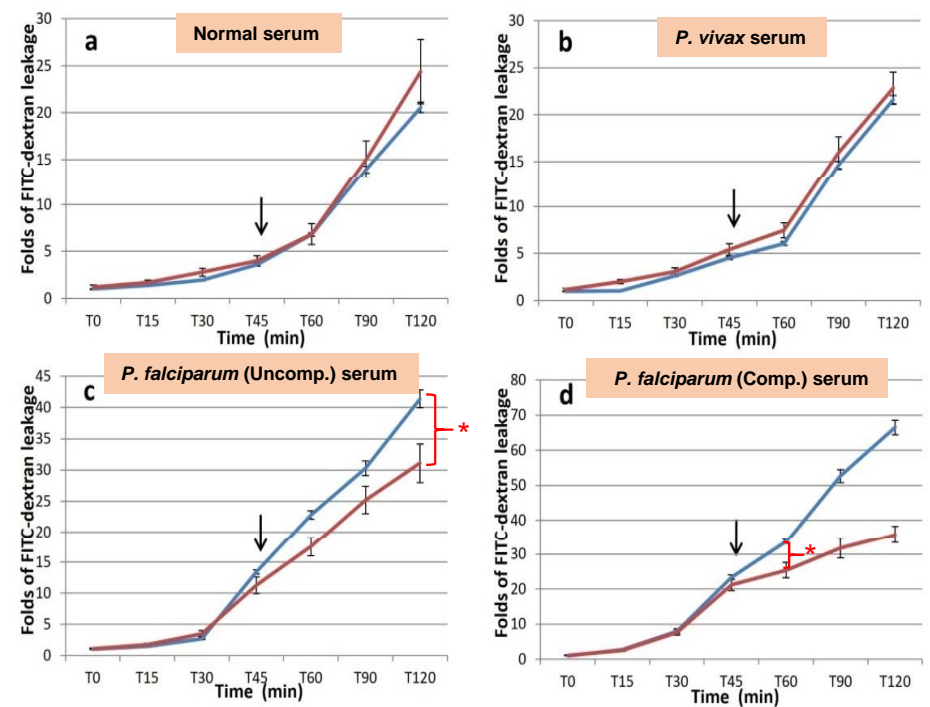 a
Normal serum
Folds of FITC-dextran leakage
30
25
20
15
10
5
0
T0 T15 T30 T45 T60 T90 T120
Time (min)
b
P. vivax serum
Folds of FITC-dextran leakage
30
25
20
15
10
5
0
T0 T15 T30 T45 T60 T90 T120
Time (min)
c
P. falciparum (Uncomp.) serum
Folds of FITC-dextran leakage
45
40
35
30
25
20
15
10
5
0
*
T0 T15 T30 T45 T60 T90 T120
Time (min)
d
P. falciparum (Comp.) serum
Folds of FITC-dextran leakage
80
70
60
50
40
30
20
10
0
*
T0 T15 T30 T45 T60 T90 T120
Time (min)